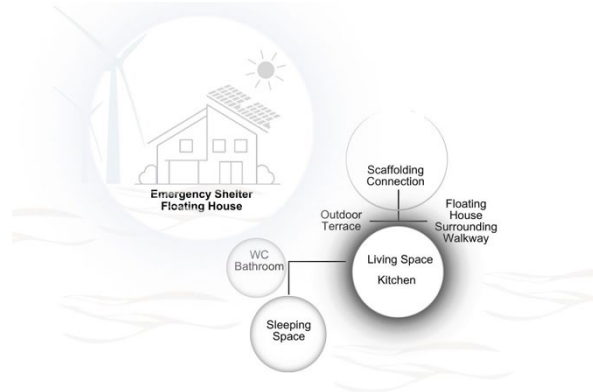 Emergency Shelter
Floating House
Scaffolding
Connection
Outdoor
Terrace
Floating
House
Surrounding
Walkway
WC
Bathroom
Living Space
Kitchen
Sleeping
Space